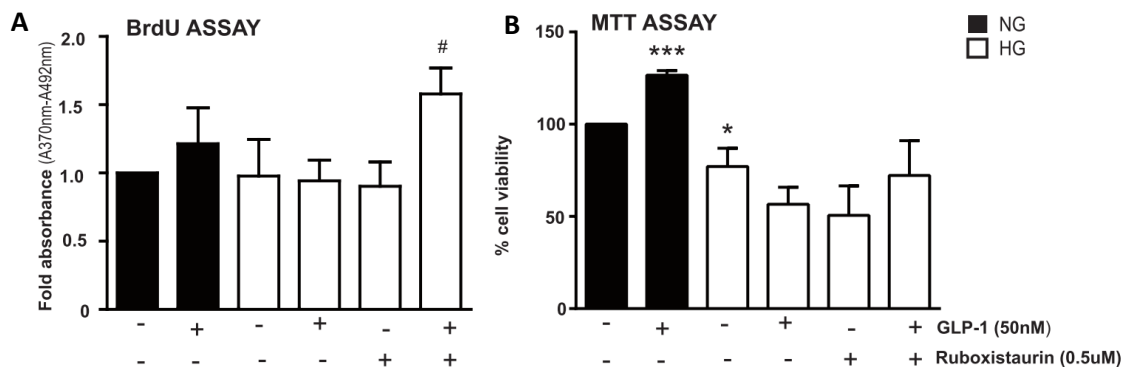 A
BrdU ASSAY
Fold absorbance (A370nm-A492nm)
2.0
1.5
1.0
0.5
0
#
- + - + - +
- - - - + +
B
MTT ASSAY
% cell viability
150
100
50
0
***
*
- + - + - + GLP-1 (50nM)
- - - - + + Ruboxistaurin (0.5uM)
NG
HG